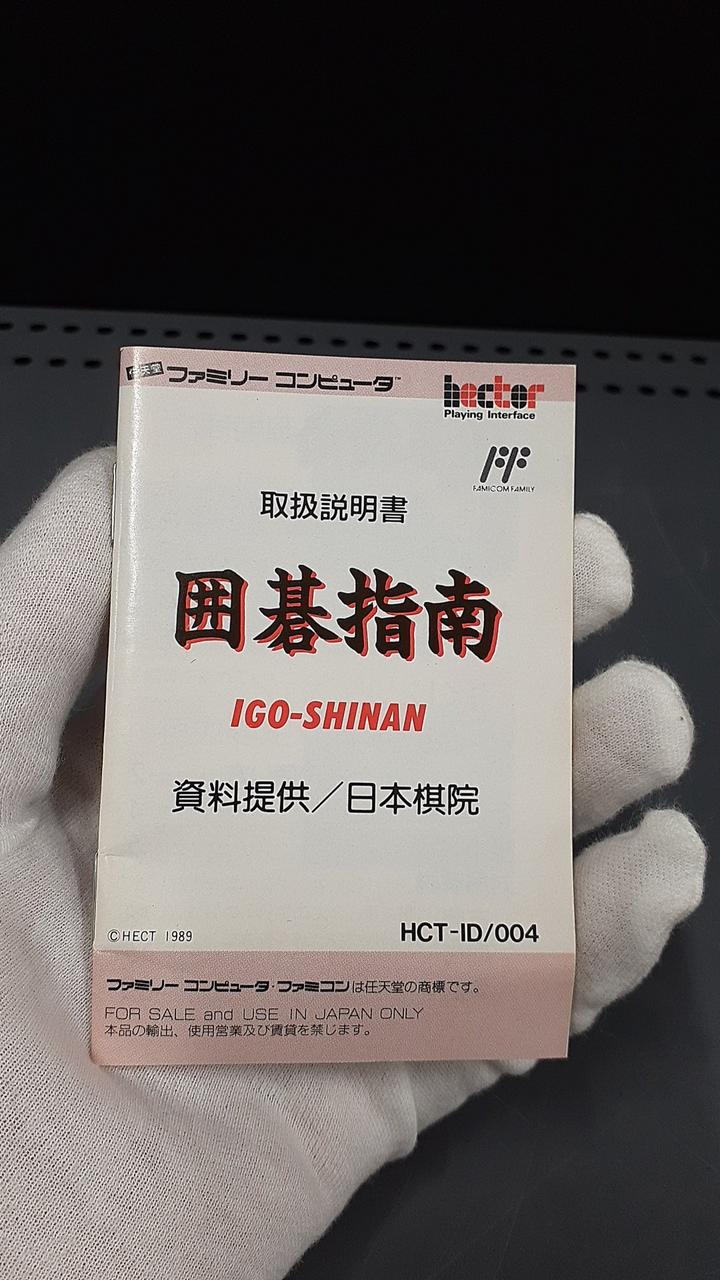 任天堂 ファミリー コンピュータ™
hector
Playing Interface
FAMICOM FAMILY
取扱説明書
囲碁指南
IGO-SHINAN
資料提供／日本棋院
©HECT 1989
HCT-ID/004
ファミリー コンピュータ・ファミコンは任天堂の商標です。
FOR SALE and USE IN JAPAN ONLY
本品の輸出、使用営業及び賃貸を禁じます。